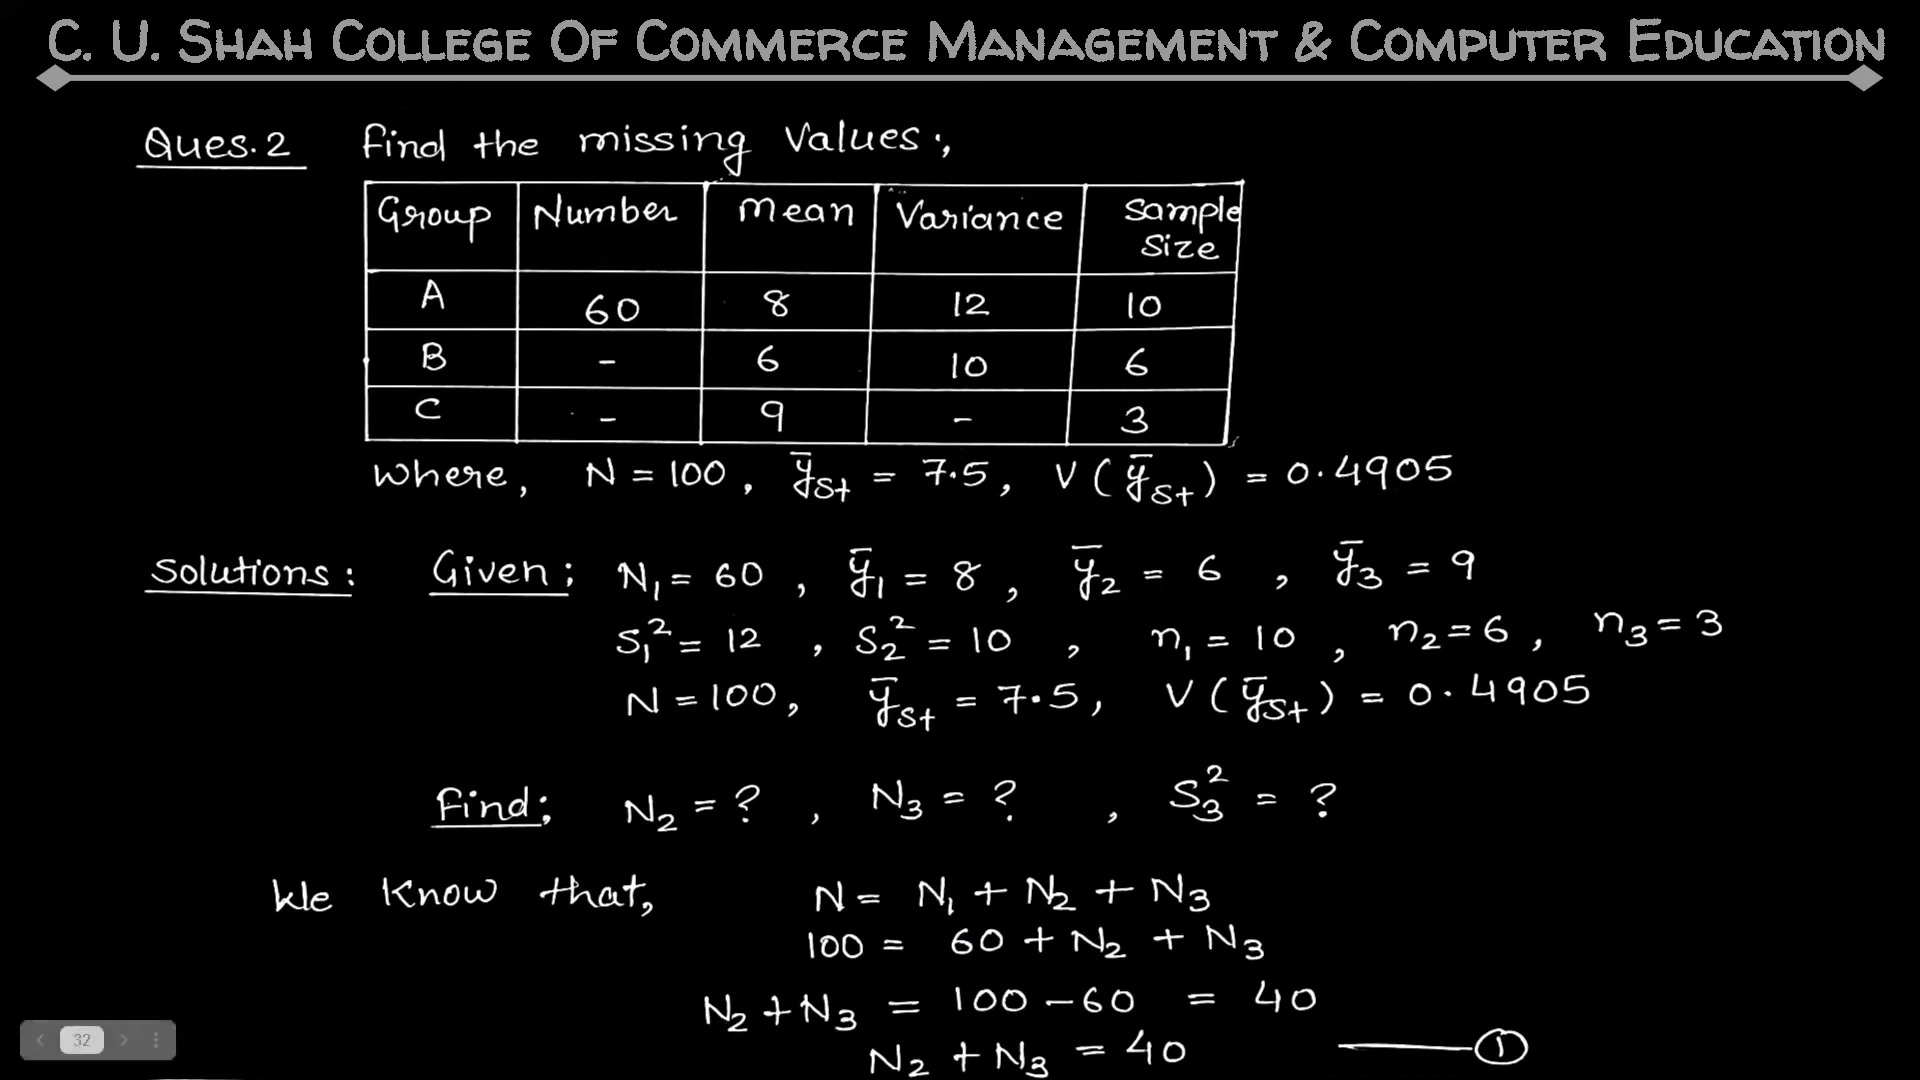 C. U. SHAH COLLEGE OF COMMERCE MANAGEMENT & COMPUTER EDUCATION
Ques.2 Find the missing values:,
Group Number Mean Variance Sample Size
A 60 8 12 10
B - 6 10 6
C - 9 - 3
Where, N = 100, ȳst = 7.5, V(ȳst) = 0.4905
Solutions: Given; N₁ = 60, ȳ₁ = 8, ȳ₂ = 6, ȳ₃ = 9
S₁² = 12, S₂² = 10, n₁ = 10, n₂ = 6, n₃ = 3
N = 100, ȳst = 7.5, V(ȳst) = 0.4905
Find; N₂ = ?, N₃ = ?, S₃² = ?
We Know that, N = N₁ + N₂ + N₃
100 = 60 + N₂ + N₃
N₂ + N₃ = 100 - 60 = 40
N₂ + N₃ = 40 —— ①
32